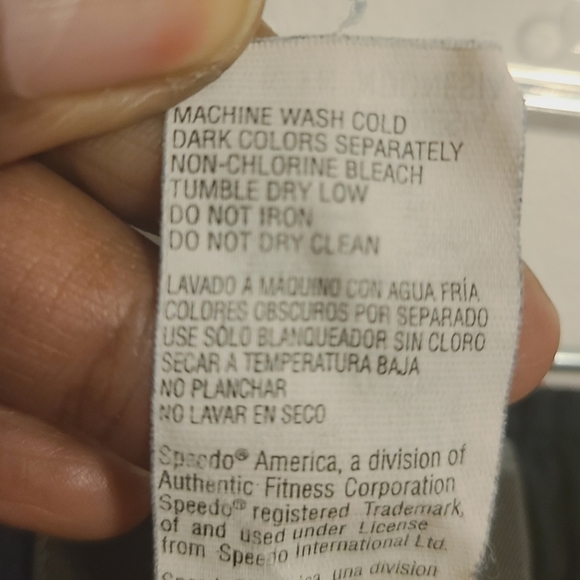 MACHINE WASH COLD
DARK COLORS SEPARATELY
NON-CHLORINE BLEACH
TUMBLE DRY LOW
DO NOT IRON
DO NOT DRY CLEAN
LAVADO A MÁQUINO CON AGUA FRÍA
COLORES OBSCUROS POR SEPARADO
USE SÓLO BLANQUEADOR SIN CLORO
SECAR A TEMPERATURA BAJA
NO PLANCHAR
NO LAVAR EN SECO
Speedo® America, a division of
Authentic Fitness Corporation
Speedo® registered Trademark,
of and used under License
from Speedo International Ltd.
una division